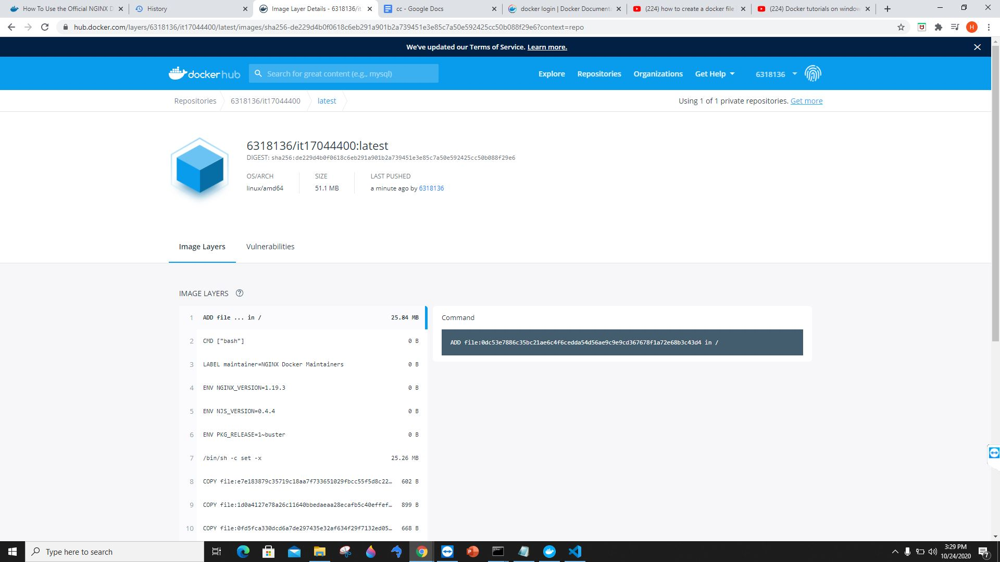 How To Use the Official NGINX D
History
Image Layer Details - 6318136/it
cc - Google Docs
docker login | Docker Documenta
(224) how to create a docker file
(224) Docker tutorials on window
hub.docker.com/layers/6318136/it17044400/latest/images/sha256-de229d4b0f0618c6eb291a901b2a739451e3e85c7a50e592425cc50b088f29e6?context=repo
H
We've updated our Terms of Service. Learn more.
docker hub
Search for great content (e.g., mysql)
Explore
Repositories
Organizations
Get Help
6318136
Repositories
6318136/it17044400
latest
Using 1 of 1 private repositories. Get more
6318136/it17044400:latest
DIGEST: sha256:de229d4b0f0618c6eb291a901b2a739451e3e85c7a50e592425cc50b088f29e6
OS/ARCH
linux/amd64
SIZE
51.1 MB
LAST PUSHED
a minute ago by 6318136
Image Layers
Vulnerabilities
IMAGE LAYERS
1 ADD file ... in / 25.84 MB
2 CMD ["bash"] 0 B
3 LABEL maintainer=NGINX Docker Maintainers 0 B
4 ENV NGINX_VERSION=1.19.3 0 B
5 ENV NJS_VERSION=0.4.4 0 B
6 ENV PKG_RELEASE=1~buster 0 B
7 /bin/sh -c set -x 25.26 MB
8 COPY file:e7e183879c35719c18aa7f733651029fbcc55f5d8c22… 602 B
9 COPY file:1d0a4127e78a26c11640bbedaeaa28ecafb5c40effef… 899 B
10 COPY file:0fd5fca330dcd6a7de297435e32af634f29f7132ed05… 668 B
Command
ADD file:0dc53e7886c35bc21ae6c4f6cedda54d56ae9c9e9cd367678f1a72e68b3c43d4 in /
Type here to search
3:29 PM
10/24/2020
7